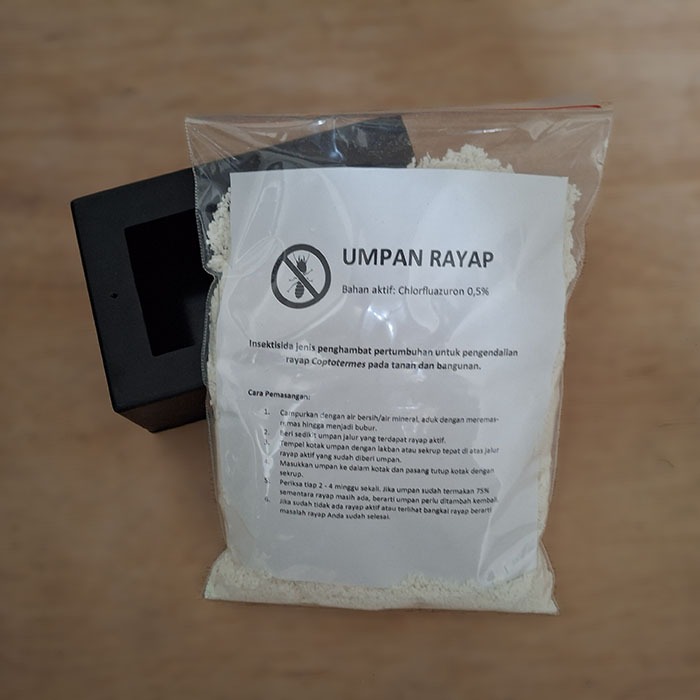 UMPAN RAYAP
Bahan aktif: Chlorfluazuron 0,5%
Insektisida jenis penghambat pertumbuhan untuk pengendalian
rayap Coptotermes pada tanan dan bangunan.
Cara Pemasangan:
1. Campurkan dengan air bersih/air mineral, aduk dengan meremas-
remas hingga menjadi bubur.
2. Beri sedikit umpan jalur yang terdapat rayap aktif.
Tempel kotak umpan dengan lakban atau sekrup tepat di atas jalur
rayap aktif yang sudah diberi umpan.
Masukkan umpan ke dalam kotak dan pasang tutup kotak dengan
sekrup.
Periksa tiap 2 - 4 minggu sekali. Jika umpan sudah termakan 75%
sementara rayap masih ada, berarti umpan perlu ditambah kembali.
Jika sudah tidak ada rayap aktif atau terlihat bangkai rayap berarti
masalah rayap Anda sudah selesai.